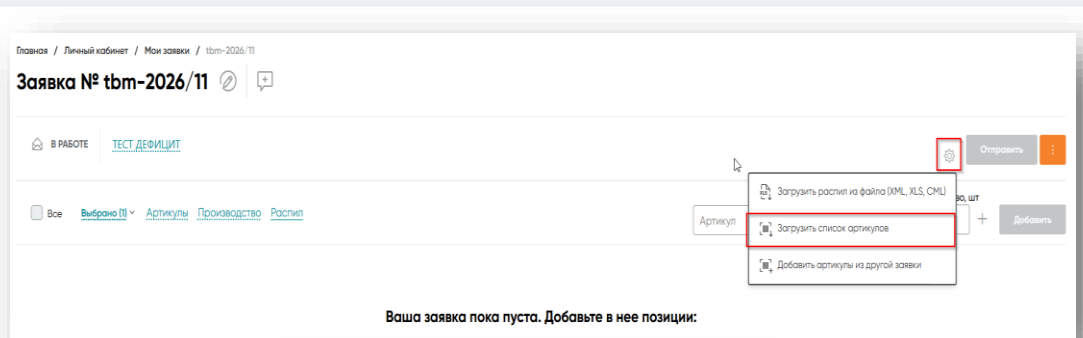 Главная / Личный кабинет / Мои заявки / tbm-2026/11
Заявка № tbm-2026/11
В РАБОТЕ ТЕСТ ДЕФИЦИТ
Отправить
Загрузить распил из файла (XML, XLS, CML)
Все Выбрано (1) Артикулы Производство Распил
Артикул
во, шт
Добавить
Загрузить список артикулов
Добавить артикулы из другой заявки
Ваша заявка пока пуста. Добавьте в нее позиции: